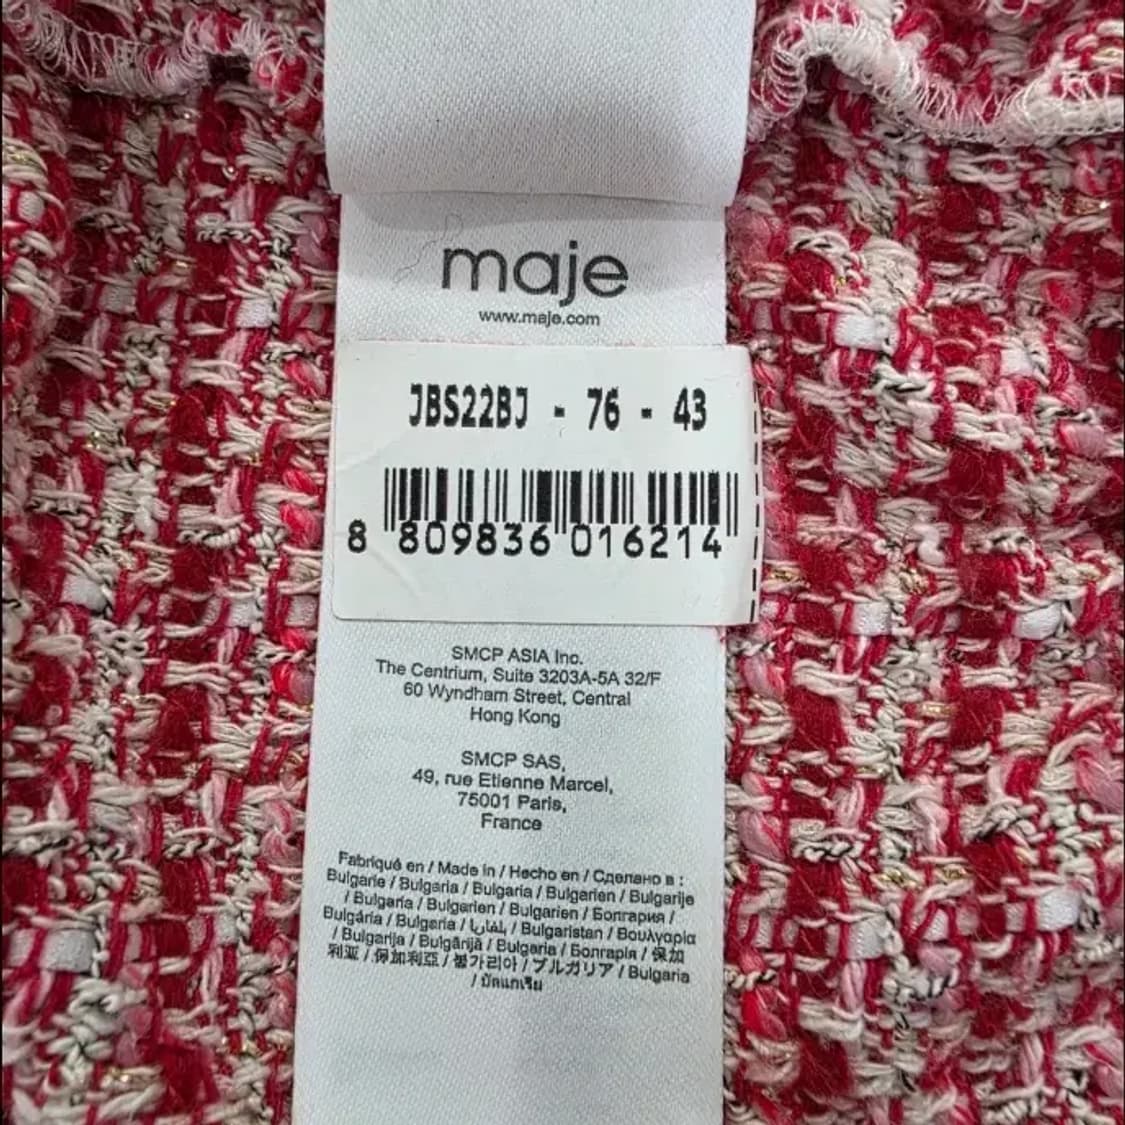 maje
www.maje.com
JBS22BJ - 76 - 43
8 809836 016214
SMCP ASIA Inc.
The Centrium, Suite 3203A-5A 32/F
60 Wyndham Street, Central
Hong Kong
SMCP SAS,
49, rue Etienne Marcel,
75001 Paris,
France
Fabriqué en / Made in / Hecho en / Сделано в :
Bulgarie / Bulgaria / Bulgaria / Bulgarien / Bulgarije
/ Bulgaria / Bulgarien / Bulgarien / Болгария /
Bulgária / Bulgaria / بلغاريا / Bulgaristan / Βουλγαρία
/ Bulgarija / Bulgārijā / Bulgaria / Болгарія / 保加
利亚 / 保加利亞 / 불가리아 / ブルガリア / Bulgaria
/ บัลแกเรีย